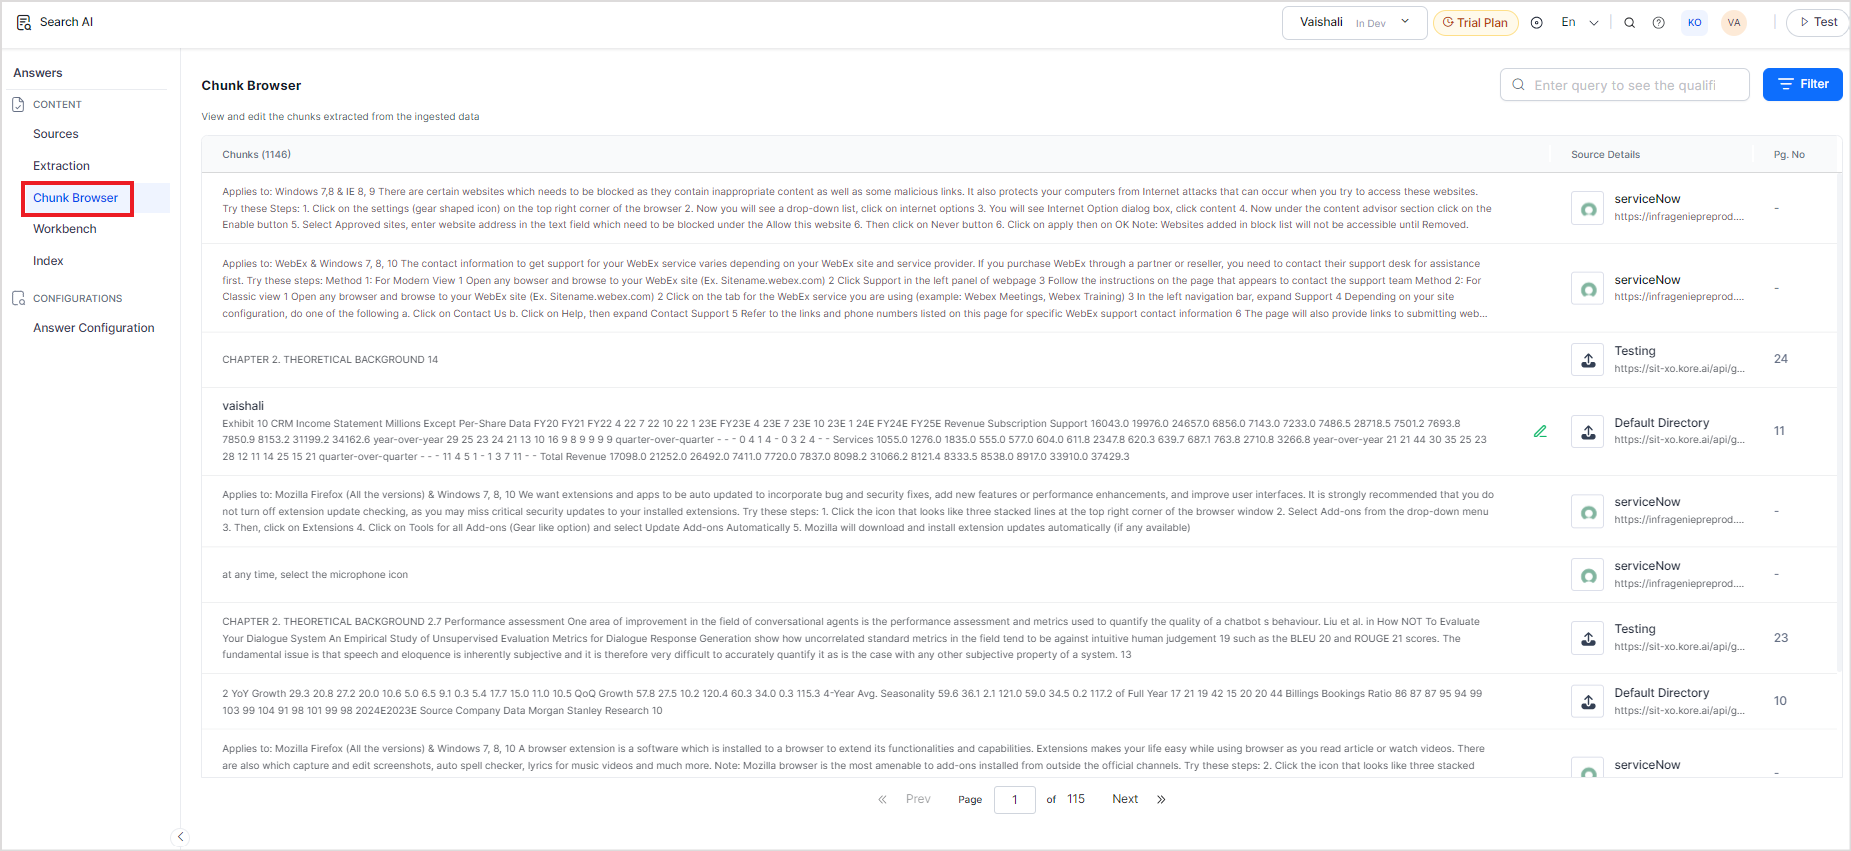 Search AI
Vaishali In Dev
Trial Plan
En
KO
VA
Test
Answers
CONTENT
Sources
Extraction
Chunk Browser
Workbench
Index
CONFIGURATIONS
Answer Configuration
Chunk Browser
Enter query to see the qualifi
Filter
View and edit the chunks extracted from the ingested data
Chunks (1146)
Source Details
Pg. No
Applies to: Windows 7,8 & IE 8, 9 There are certain websites which needs to be blocked as they contain inappropriate content as well as some malicious links. It also protects your computers from Internet attacks that can occur when you try to access these websites.
Try these Steps: 1. Click on the settings (gear shaped icon) on the top right corner of the browser 2. Now you will see a drop-down list, click on internet options 3. You will see Internet Option dialog box, click content 4. Now under the content advisor section click on the
Enable button 5. Select Approved sites, enter website address in the text field which need to be blocked under the Allow this website 6. Then click on Never button 6. Click on apply then on OK Note: Websites added in block list will not be accessible until Removed.
serviceNow
https://infrageniepreprod....
-
Applies to: WebEx & Windows 7, 8, 10 The contact information to get support for your WebEx service varies depending on your WebEx site and service provider. If you purchase WebEx through a partner or reseller, you need to contact their support desk for assistance
first. Try these steps: Method 1: For Modern View 1 Open any bowser and browse to your WebEx site (Ex. Sitename.webex.com) 2 Click Support in the left panel of webpage 3 Follow the instructions on the page that appears to contact the support team Method 2: For
Classic view 1 Open any browser and browse to your WebEx site (Ex. Sitename.webex.com) 2 Click on the tab for the WebEx service you are using (example: Webex Meetings, Webex Training) 3 In the left navigation bar, expand Support 4 Depending on your site
configuration, do one of the following a. Click on Contact Us b. Click on Help, then expand Contact Support 5 Refer to the links and phone numbers listed on this page for specific WebEx support contact information 6 The page will also provide links to submitting web...
serviceNow
https://infrageniepreprod....
-
CHAPTER 2. THEORETICAL BACKGROUND 14
Testing
https://sit-xo.kore.ai/api/g...
24
vaishali
Exhibit 10 CRM Income Statement Millions Except Per-Share Data FY20 FY21 FY22 4 22 7 22 10 22 1 23E FY23E 4 23E 7 23E 10 23E 1 24E FY24E FY25E Revenue Subscription Support 16043.0 19976.0 24657.0 6856.0 7143.0 7233.0 7486.5 28718.5 7501.2 7693.8
7850.9 8153.2 31199.2 34162.6 year-over-year 29 25 23 24 21 13 10 16 9 8 9 9 9 9 quarter-over-quarter - - - 0 4 1 4 - 0 3 2 4 - - Services 1055.0 1276.0 1835.0 555.0 577.0 604.0 611.8 2347.8 620.3 639.7 687.1 763.8 2710.8 3266.8 year-over-year 21 21 44 30 35 25 23
28 12 11 14 25 15 21 quarter-over-quarter - - - 11 4 5 1 - 1 3 7 11 - - Total Revenue 17098.0 21252.0 26492.0 7411.0 7720.0 7837.0 8098.2 31066.2 8121.4 8333.5 8538.0 8917.0 33910.0 37429.3
Default Directory
https://sit-xo.kore.ai/api/g...
11
Applies to: Mozilla Firefox (All the versions) & Windows 7, 8, 10 We want extensions and apps to be auto updated to incorporate bug and security fixes, add new features or performance enhancements, and improve user interfaces. It is strongly recommended that you do
not turn off extension update checking, as you may miss critical security updates to your installed extensions. Try these steps: 1. Click the icon that looks like three stacked lines at the top right corner of the browser window 2. Select Add-ons from the drop-down menu
3. Then, click on Extensions 4. Click on Tools for all Add-ons (Gear like option) and select Update Add-ons Automatically 5. Mozilla will download and install extension updates automatically (if any available)
serviceNow
https://infrageniepreprod....
-
at any time, select the microphone icon
serviceNow
https://infrageniepreprod....
-
CHAPTER 2. THEORETICAL BACKGROUND 2.7 Performance assessment One area of improvement in the field of conversational agents is the performance assessment and metrics used to quantify the quality of a chatbot s behaviour. Liu et al. in How NOT To Evaluate
Your Dialogue System An Empirical Study of Unsupervised Evaluation Metrics for Dialogue Response Generation show how uncorrelated standard metrics in the field tend to be against intuitive human judgement 19 such as the BLEU 20 and ROUGE 21 scores. The
fundamental issue is that speech and eloquence is inherently subjective and it is therefore very difficult to accurately quantify it as is the case with any other subjective property of a system. 13
Testing
https://sit-xo.kore.ai/api/g...
23
2 YoY Growth 29.3 20.8 27.2 20.0 10.6 5.0 6.5 9.1 0.3 5.4 17.7 15.0 11.0 10.5 QoQ Growth 57.8 27.5 10.2 120.4 60.3 34.0 0.3 115.3 4-Year Avg. Seasonality 59.6 36.1 2.1 121.0 59.0 34.5 0.2 117.2 of Full Year 17 21 19 42 15 20 20 44 Billings Bookings Ratio 86 87 87 95 94 99
103 99 104 91 98 101 99 98 2024E2023E Source Company Data Morgan Stanley Research 10
Default Directory
https://sit-xo.kore.ai/api/g...
10
Applies to: Mozilla Firefox (All the versions) & Windows 7, 8, 10 A browser extension is a software which is installed to a browser to extend its functionalities and capabilities. Extensions makes your life easy while using browser as you read article or watch videos. There
are also which capture and edit screenshots, auto spell checker, lyrics for music videos and much more. Note: Mozilla browser is the most amenable to add-ons installed from outside the official channels. Try these steps: 2. Click the icon that looks like three stacked
serviceNow
-
Prev Page 1 of 115 Next